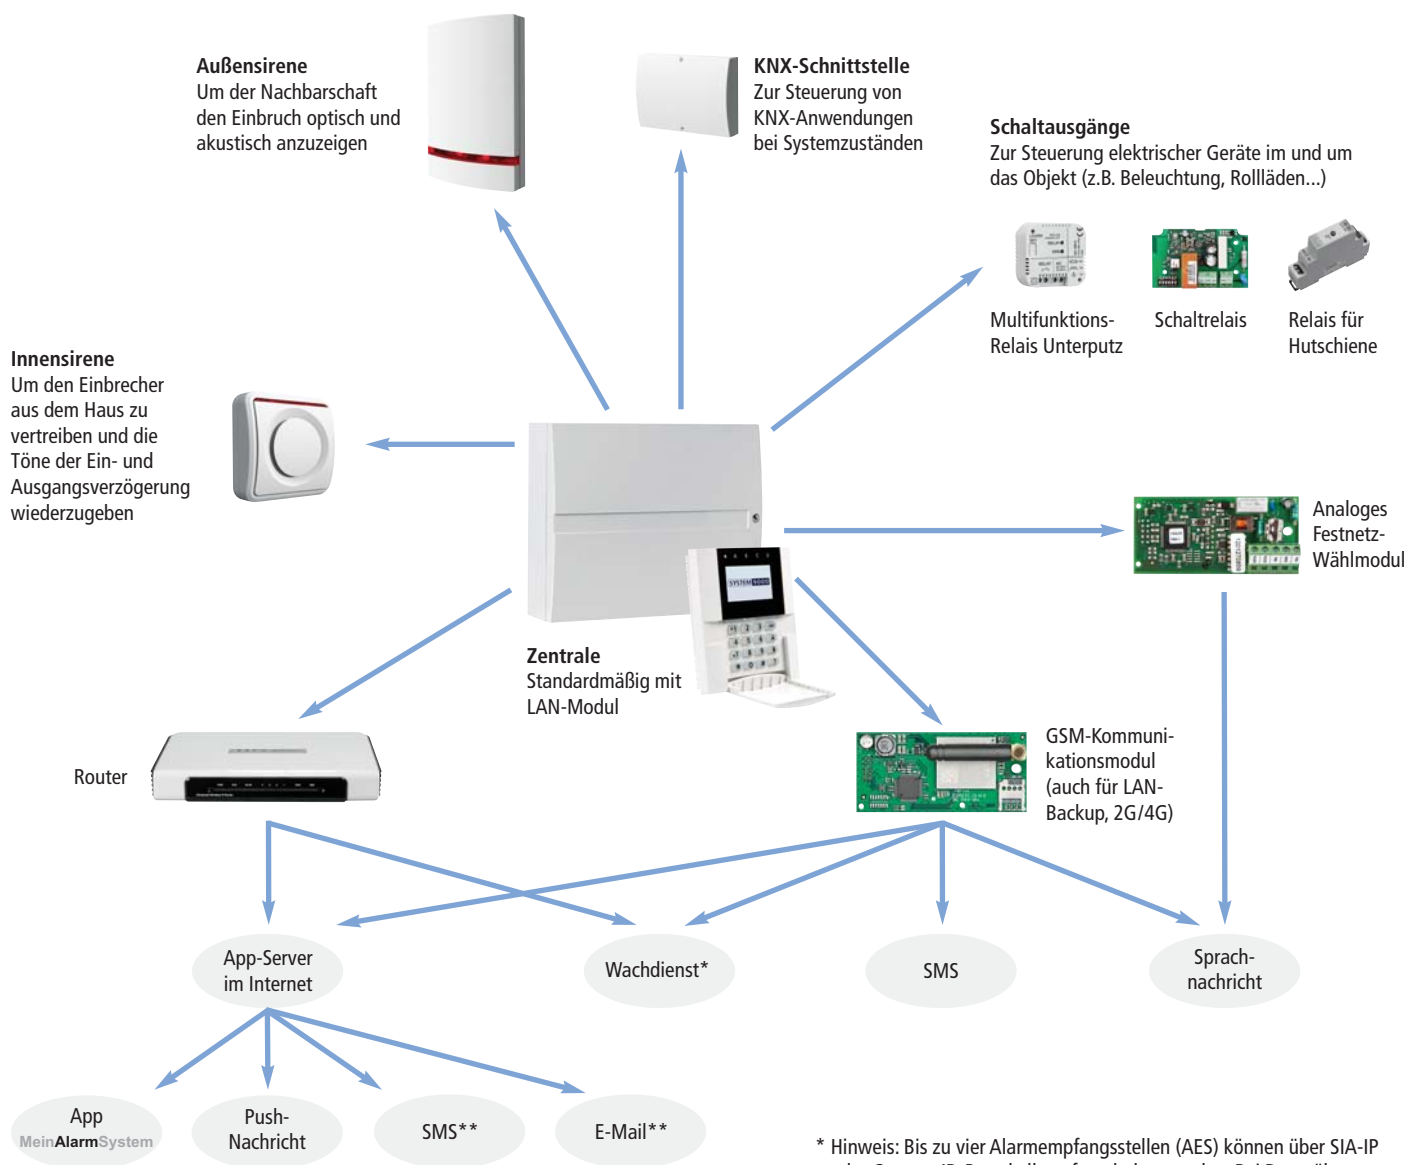 Außensirene
Um der Nachbarschaft
den Einbruch optisch und
akustisch anzuzeigen
KNX-Schnittstelle
Zur Steuerung von
KNX-Anwendungen
bei Systemzuständen
Schaltausgänge
Zur Steuerung elektrischer Geräte im und um
das Objekt (z.B. Beleuchtung, Rollläden...)
Multifunktions-
Relais Unterputz
Schaltrelais
Relais für
Hutschiene
Innensirene
Um den Einbrecher
aus dem Haus zu
vertreiben und die
Töne der Ein- und
Ausgangsverzögerung
wiederzugeben
Analoges
Festnetz-
Wählmodul
SYSTEM 9000
Zentrale
Standardmäßig mit
LAN-Modul
Router
GSM-Kommuni-
kationsmodul
(auch für LAN-
Backup, 2G/4G)
App-Server
im Internet
Wachdienst*
SMS
Sprach-
nachricht
App
MeinAlarmSystem
Push-
Nachricht
SMS**
E-Mail**
* Hinweis: Bis zu vier Alarmempfangsstellen (AES) können über SIA-IP